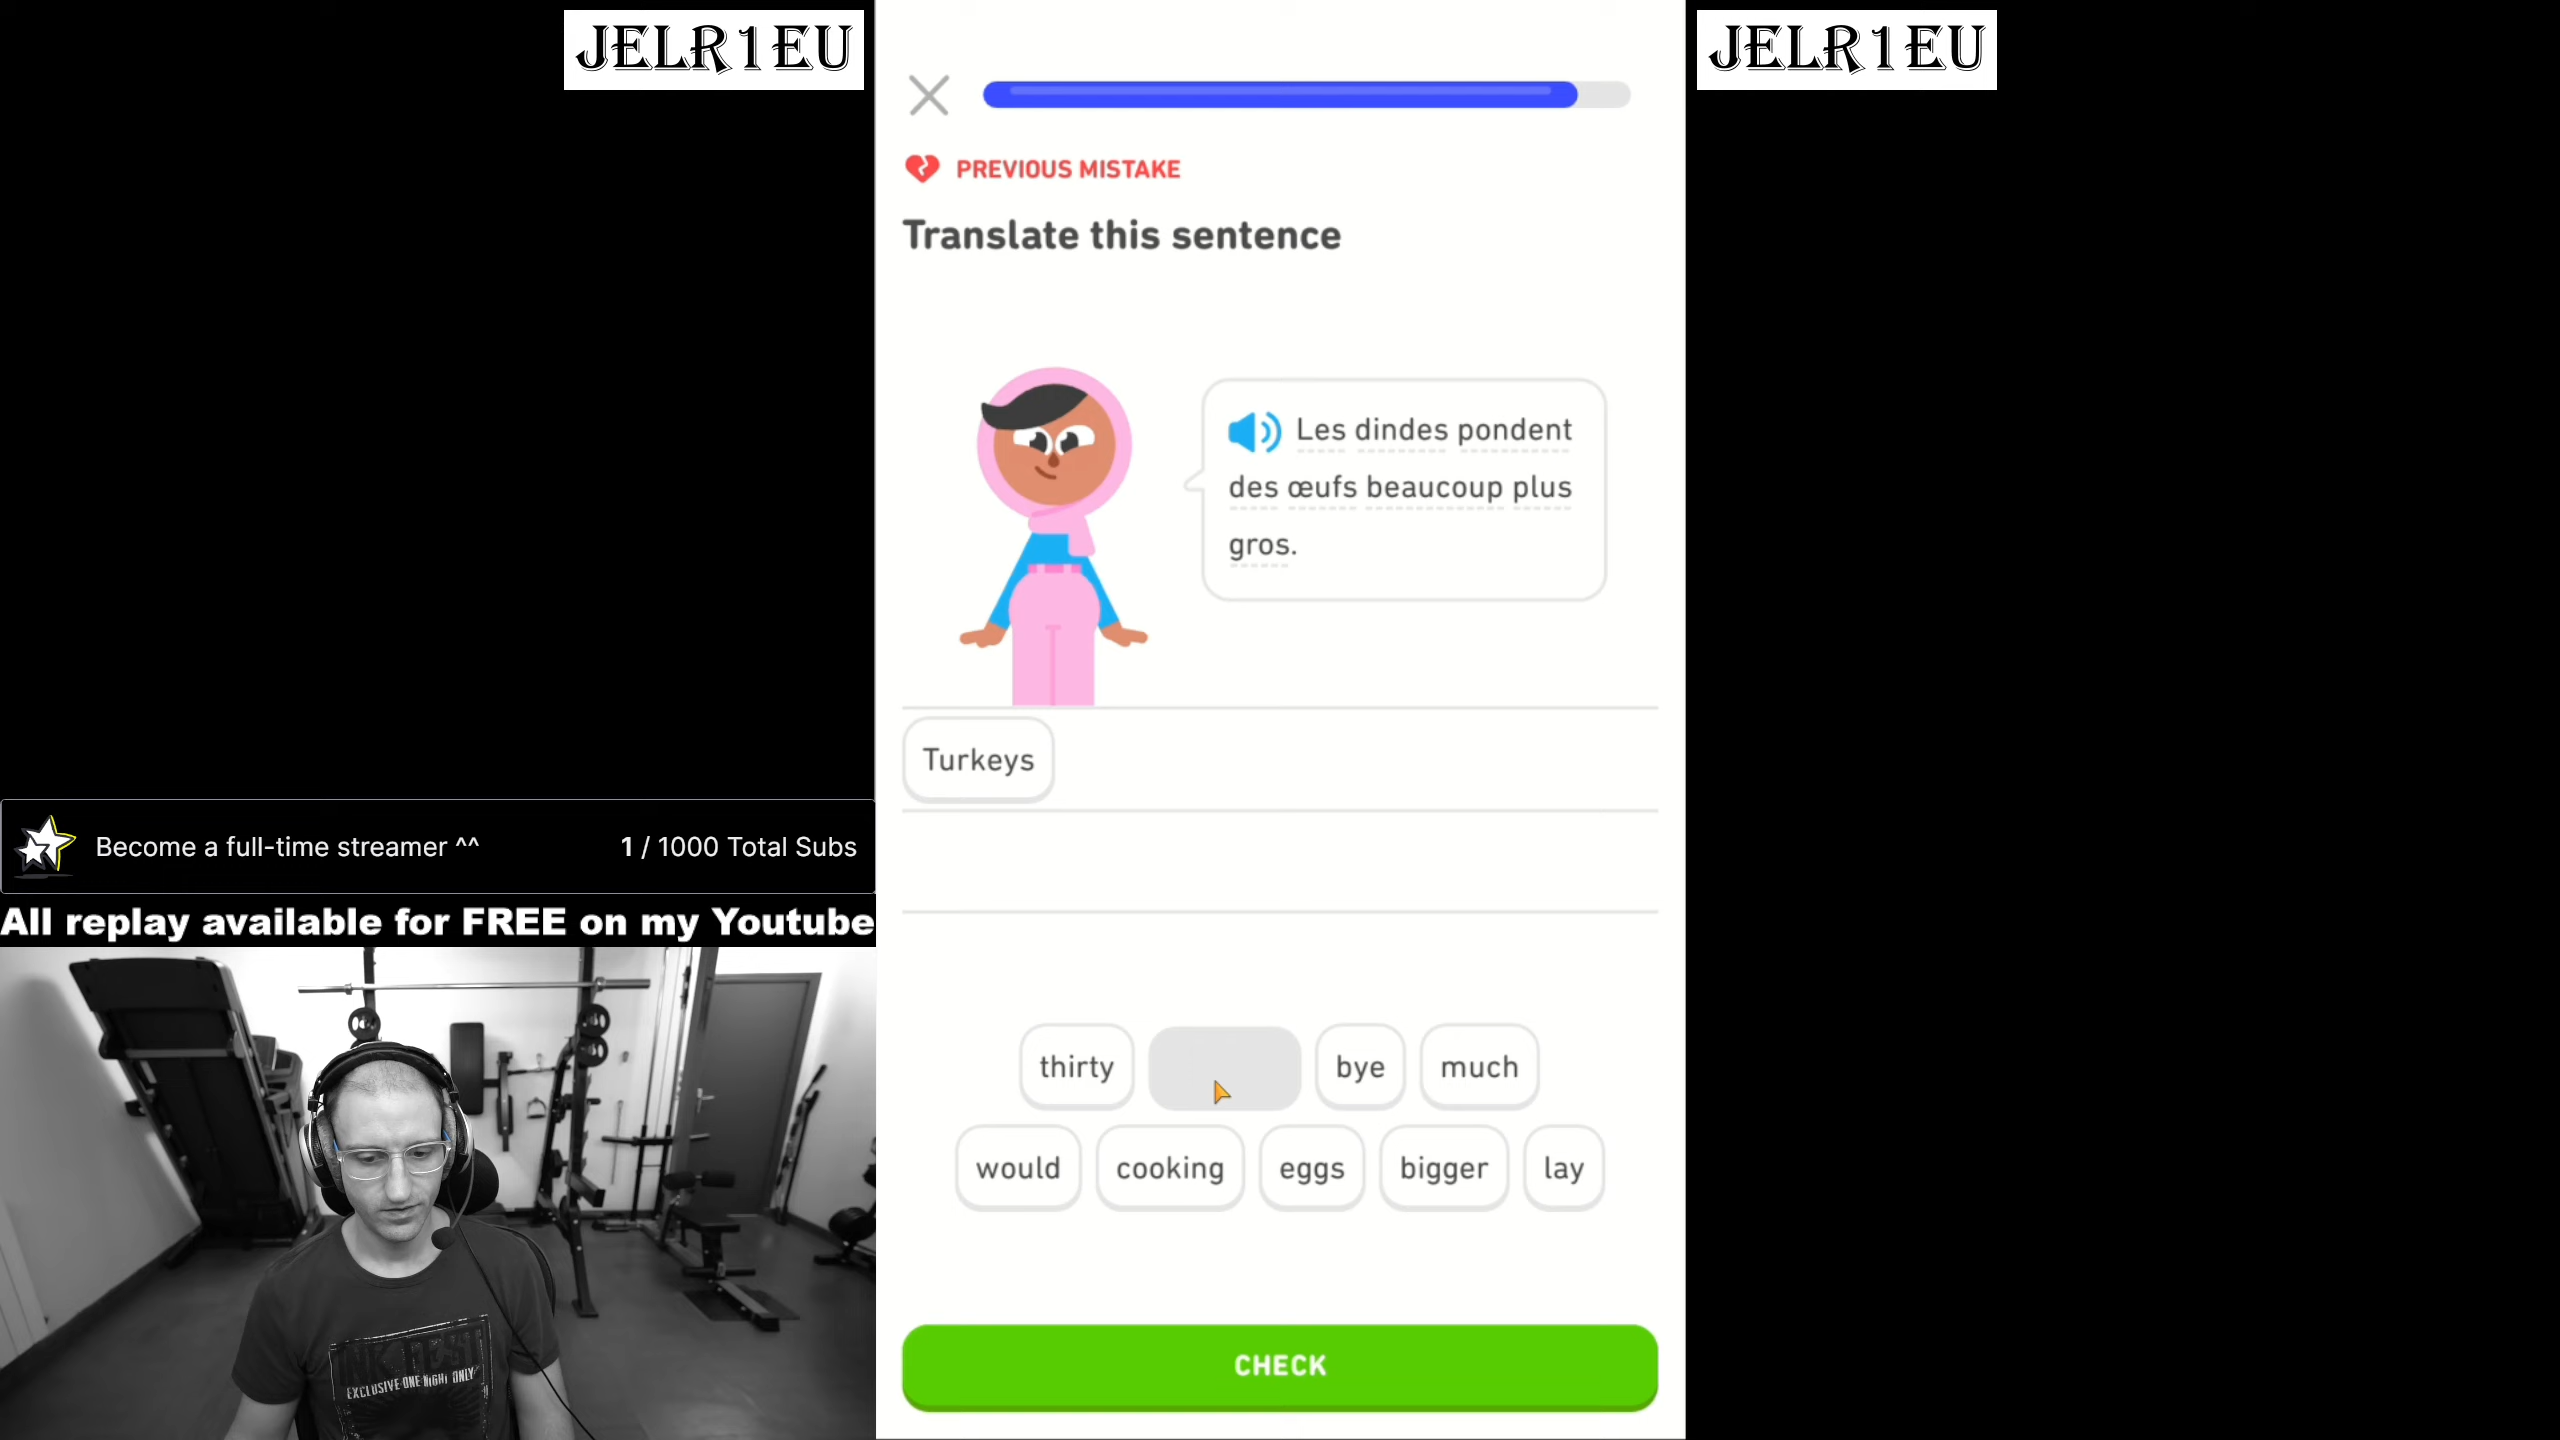 JELR1EU
JELR1EU
PREVIOUS MISTAKE
Translate this sentence
Les dindes pondent
des œufs beaucoup plus
gros.
Turkeys
Become a full-time streamer ^^ 1 / 1000 Total Subs
All replay available for FREE on my Youtube
thirty bye much
would cooking eggs bigger lay
EXCLUSIVE ONE NIGHT ONLY
CHECK